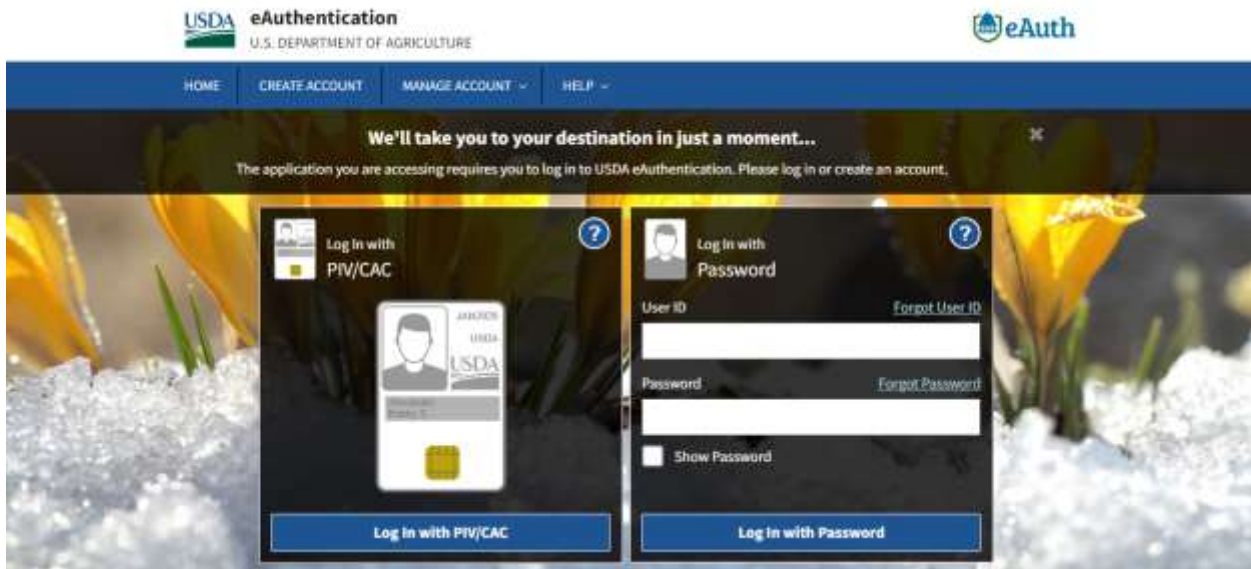 USDA
eAuthentication
U.S. DEPARTMENT OF AGRICULTURE
eAuth
HOME
CREATE ACCOUNT
MANAGE ACCOUNT
HELP
We'll take you to your destination in just a moment...
The application you are accessing requires you to log in to USDA eAuthentication. Please log in or create an account.
Log In with
PIV/CAC
?
USDA
USDA
Log In with PIV/CAC
Log In with
Password
?
User ID
Forgot User ID
Password
Forgot Password
Show Password
Log In with Password